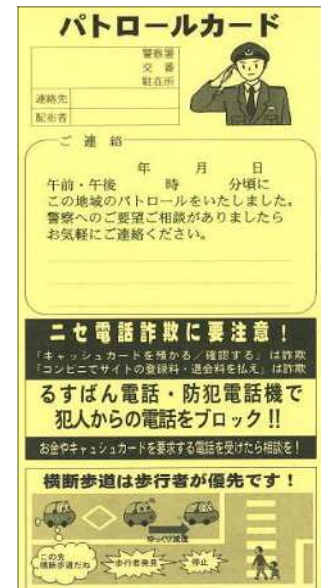 パトロールカード
警察署
交 番
駐在所
連絡先
配布者
ご 連 絡
年 月 日
午前・午後 時 分頃に
この地域のパトロールをいたしました。
警察へのご要望ご相談がありましたら
お気軽にご連絡ください。
ニセ電話詐欺に要注意!
「キャッシュカードを預かる/確認する」は詐欺
「コンビニでサイトの登録料・退会料を払え」は詐欺
るすばん電話・防犯電話機で
犯人からの電話をブロック!!
お金やキャッシュカードを要求する電話を受けたら相談を!
横断歩道は歩行者が優先です!
ゆっくり減速
この先
横断歩道だね
歩行者発見
停止